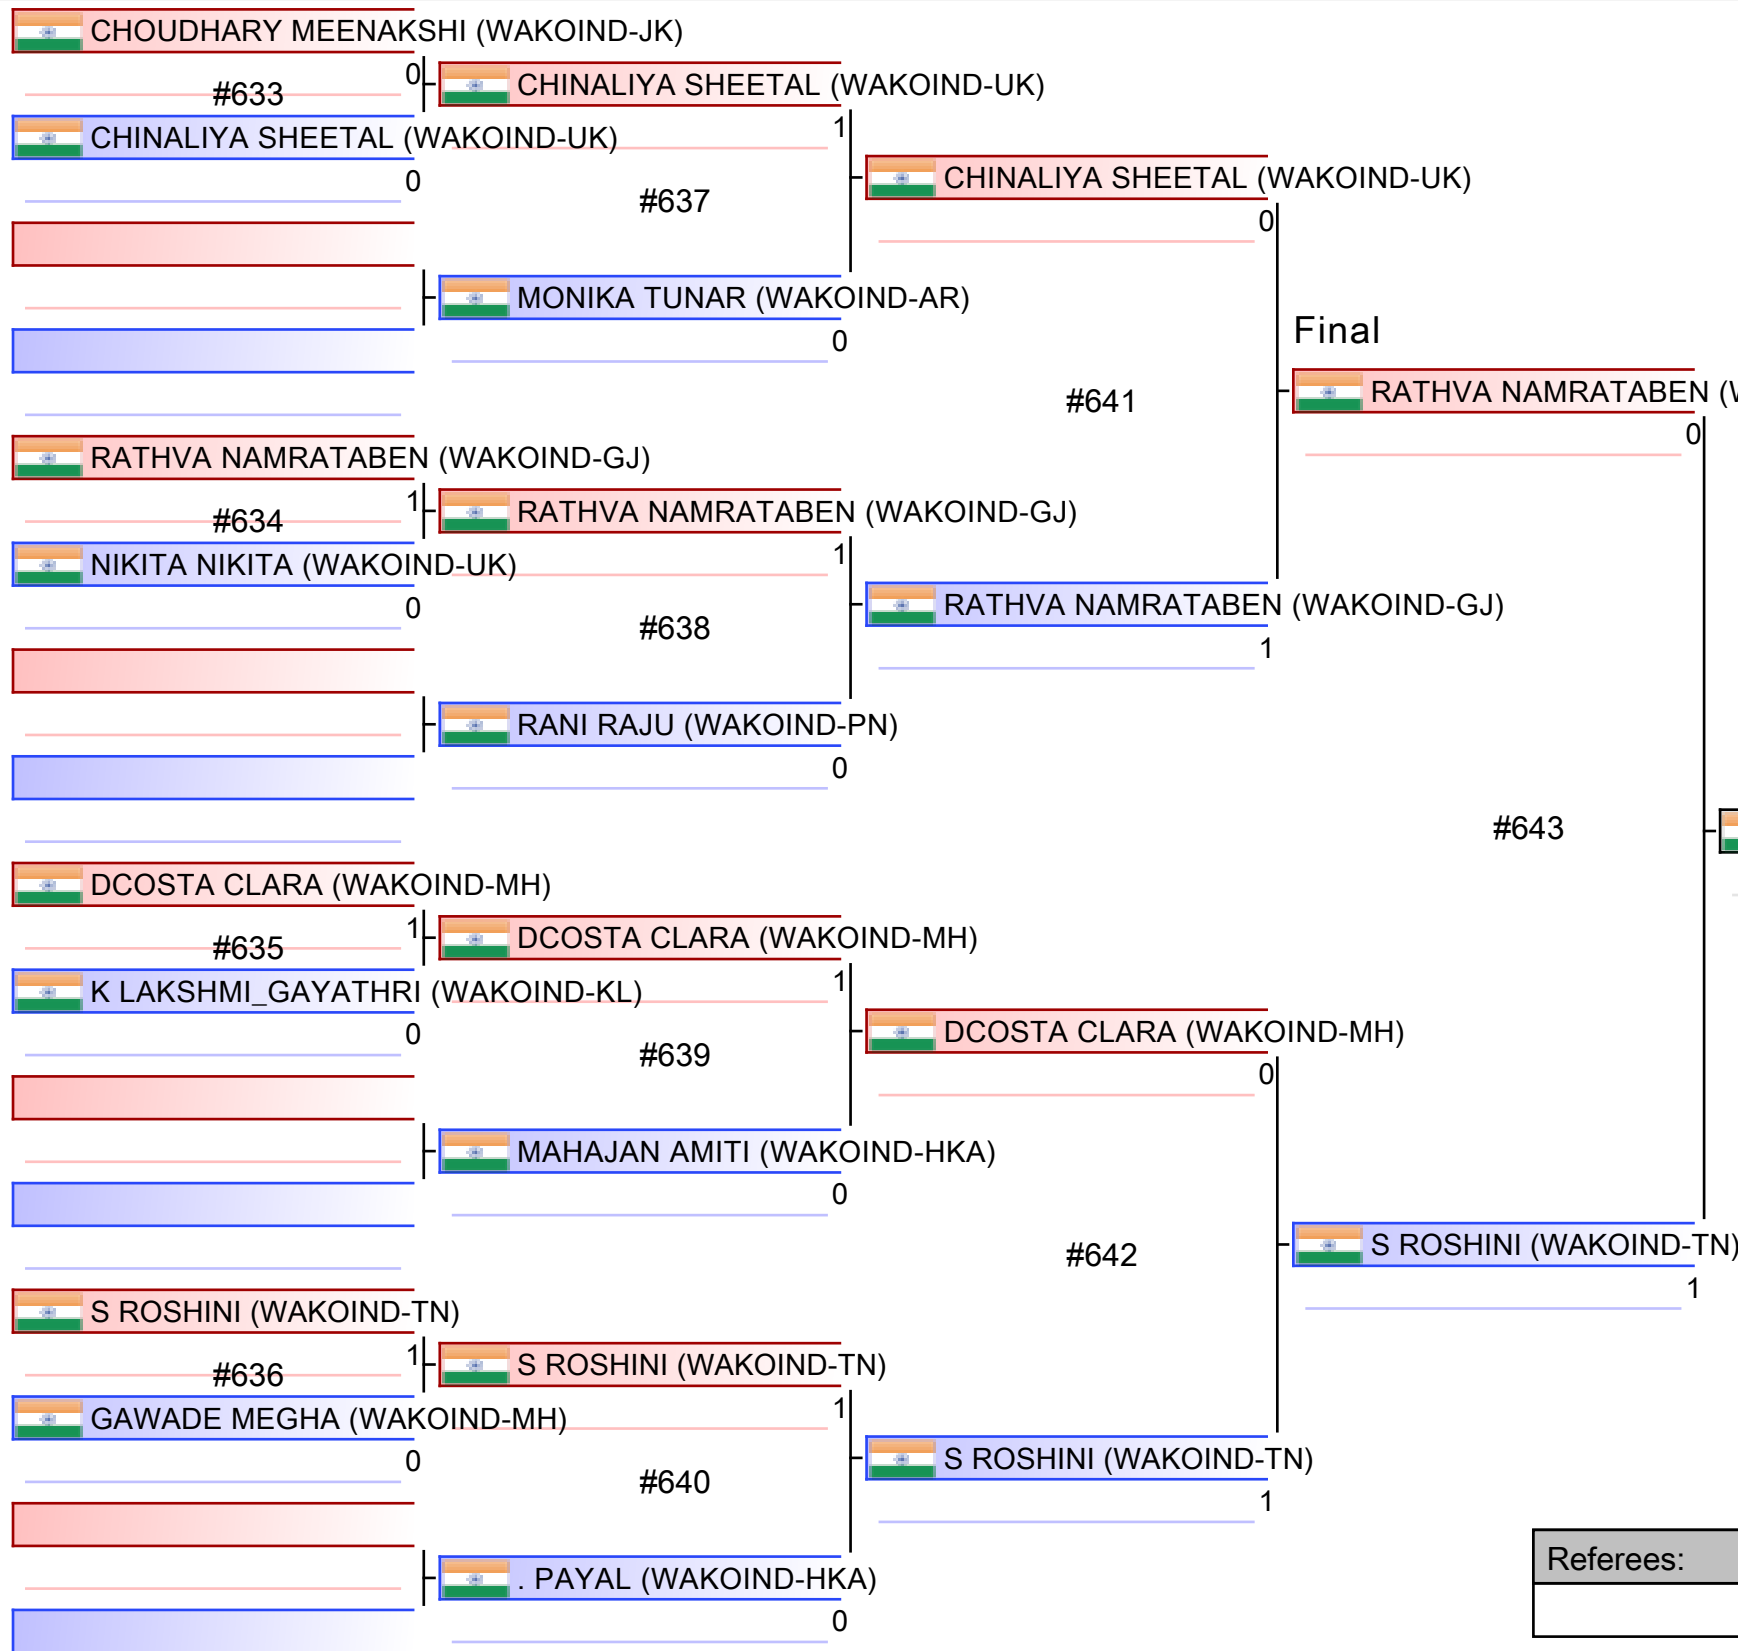 CHOUDHARY MEENAKSHI (WAKOIND-JK)
0
#633
CHINALIYA SHEETAL (WAKOIND-UK)
CHINALIYA SHEETAL (WAKOIND-UK)
1
0
#637
CHINALIYA SHEETAL (WAKOIND-UK)
0
MONIKA TUNAR (WAKOIND-AR)
0
Final
#641
RATHVA NAMRATABEN (W
0
RATHVA NAMRATABEN (WAKOIND-GJ)
1
#634
RATHVA NAMRATABEN (WAKOIND-GJ)
1
NIKITA NIKITA (WAKOIND-UK)
0
#638
RATHVA NAMRATABEN (WAKOIND-GJ)
1
RANI RAJU (WAKOIND-PN)
0
#643
DCOSTA CLARA (WAKOIND-MH)
1
#635
DCOSTA CLARA (WAKOIND-MH)
1
K LAKSHMI_GAYATHRI (WAKOIND-KL)
0
#639
DCOSTA CLARA (WAKOIND-MH)
0
MAHAJAN AMITI (WAKOIND-HKA)
0
#642
S ROSHINI (WAKOIND-TN)
1
S ROSHINI (WAKOIND-TN)
1
#636
S ROSHINI (WAKOIND-TN)
1
GAWADE MEGHA (WAKOIND-MH)
0
#640
S ROSHINI (WAKOIND-TN)
1
. PAYAL (WAKOIND-HKA)
0
Referees: